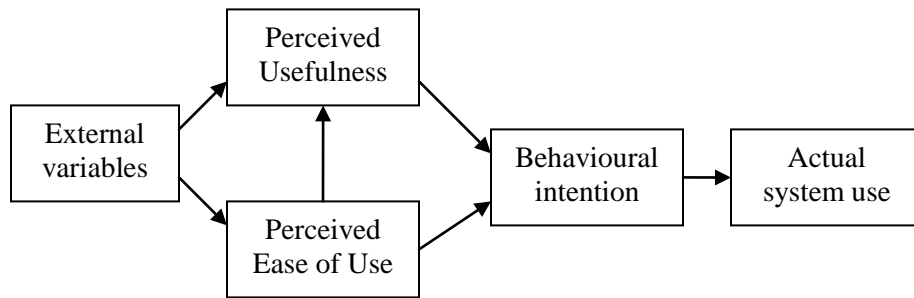 Perceived
Usefulness
External
variables
Perceived
Ease of Use
Behavioural
intention
Actual
system use